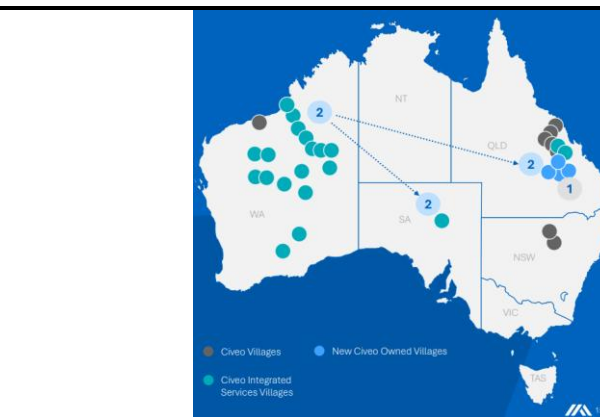 NT
2
QLD
2
1
2
WA
SA
NSW
VIC
Civeo Villages
New Civeo Owned Villages
Civeo Integrated
Services Villages
TAS